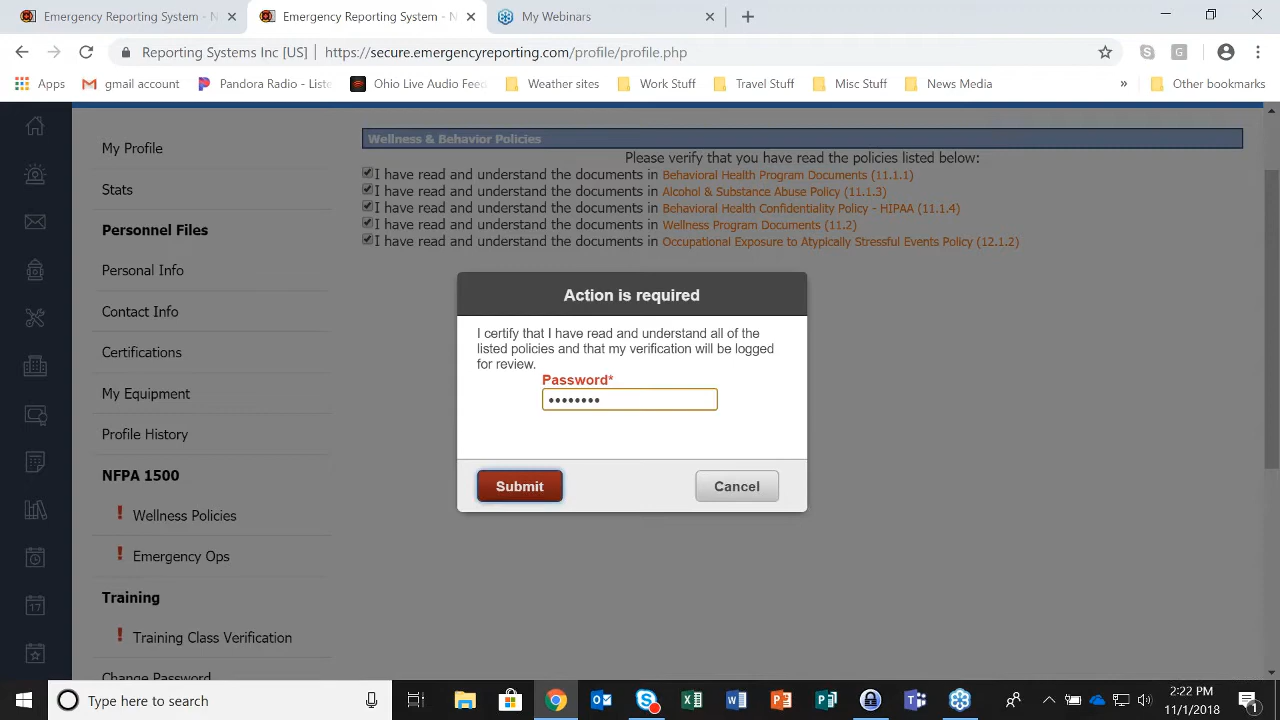 Emergency Reporting Systems - W
Emergency Reporting Systems - N
My Webinars
Reporting Systems Inc [US] | https://secure.emergencyreporting.com/profile/profile.php
Apps gmail account Pandora Radio - Liste Ohio Live Audio Feed Weather sites Work Stuff Travel Stuff Misc Stuff News Media » Other bookmarks
My Profile
Stats
Personnel Files
Personal Info
Contact Info
Certifications
My Equipment
Profile History
NFPA 1500
! Wellness Policies
! Emergency Ops
Training
! Training Class Verification
Change Password
Wellness & Behavior Policies
Please verify that you have read the policies listed below:
I have read and understand the documents in Behavioral Health Program Documents (11.1.1)
I have read and understand the documents in Alcohol & Substance Abuse Policy (11.1.3)
I have read and understand the documents in Behavioral Health Confidentiality Policy - HIPAA (11.1.4)
I have read and understand the documents in Wellness Program Documents (11.2)
I have read and understand the documents in Occupational Exposure to Atypically Stressful Events Policy (12.1.2)
Action is required
I certify that I have read and understand all of the
listed policies and that my verification will be logged
for review.
Password*
••••••••
Submit Cancel
17
Type here to search
2:22 PM
11/1/2018
1